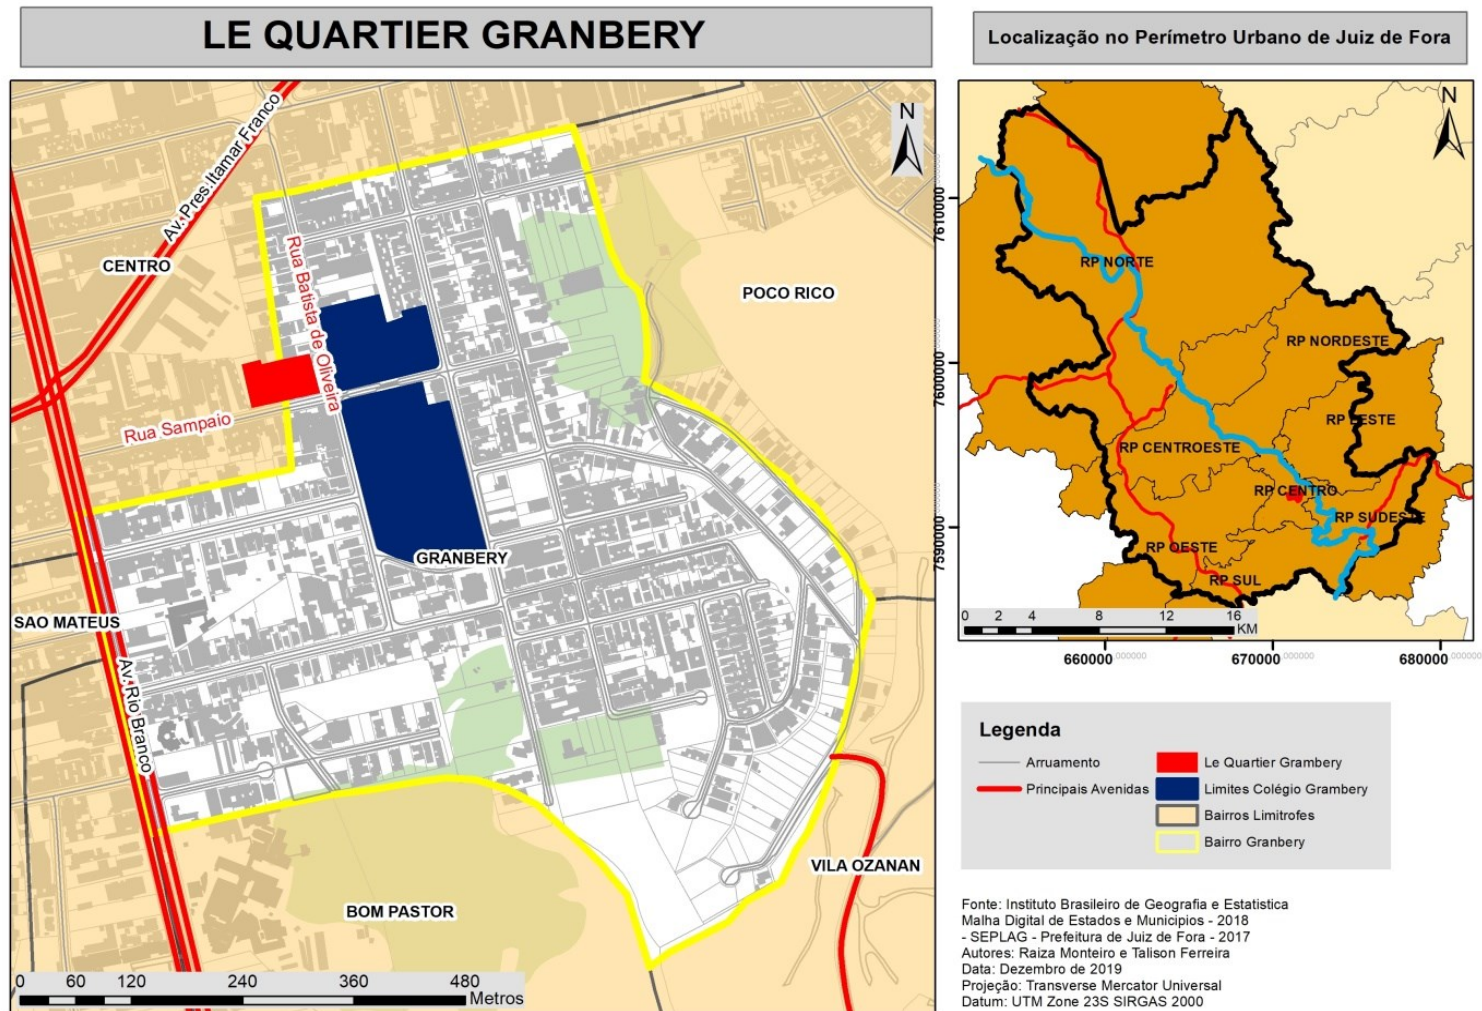 LE QUARTIER GRANBERY
N
Av. Pres.Itamar Franco
CENTRO
Rua Batista de Oliveira
POCO RICO
Rua Sampaio
GRANBERY
SAO MATEUS
Av. Rio Branco
VILA OZANAN
BOM PASTOR
0 60 120 240 360 480
Metros
Localização no Perímetro Urbano de Juiz de Fora
N
7610000
RP NORTE
RP NORDESTE
7600000
RP LESTE
RP CENTROESTE
RP CENTRO
RP SUDESTE
7590000
RP OESTE
RP SUL
0 2 4 8 12 16
KM
660000,000000 670000,000000 680000,000000
Legenda
Arruamento
Principais Avenidas
Le Quartier Grambery
Limites Colégio Grambery
Bairros Limitrofes
Bairro Granbery
Fonte: Instituto Brasileiro de Geografia e Estatistica
Malha Digital de Estados e Municipios - 2018
- SEPLAG - Prefeitura de Juiz de Fora - 2017
Autores: Raiza Monteiro e Talison Ferreira
Data: Dezembro de 2019
Projeção: Transverse Mercator Universal
Datum: UTM Zone 23S SIRGAS 2000